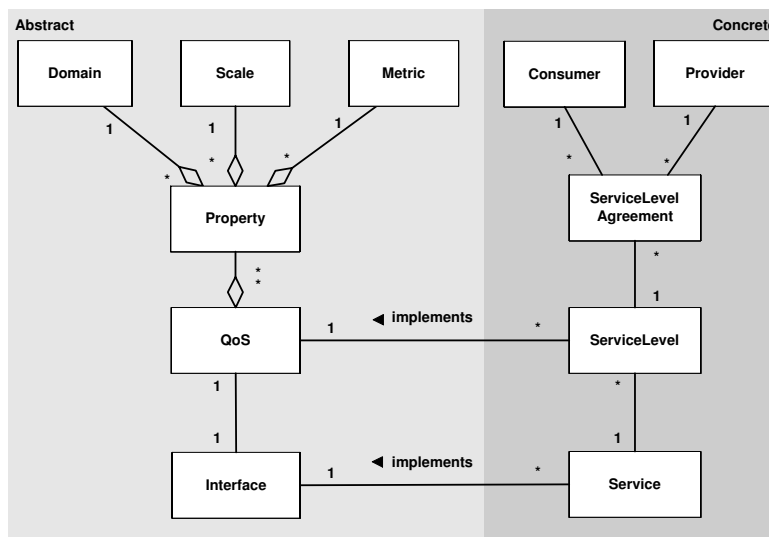 Abstract
Concrete
Domain
Scale
Metric
Consumer
Provider
1
1
1
1
1
*
*
*
*
*
Property
ServiceLevel
Agreement
*
*
*
1
QoS
1
implements
*
ServiceLevel
1
*
1
1
Interface
1
implements
*
Service